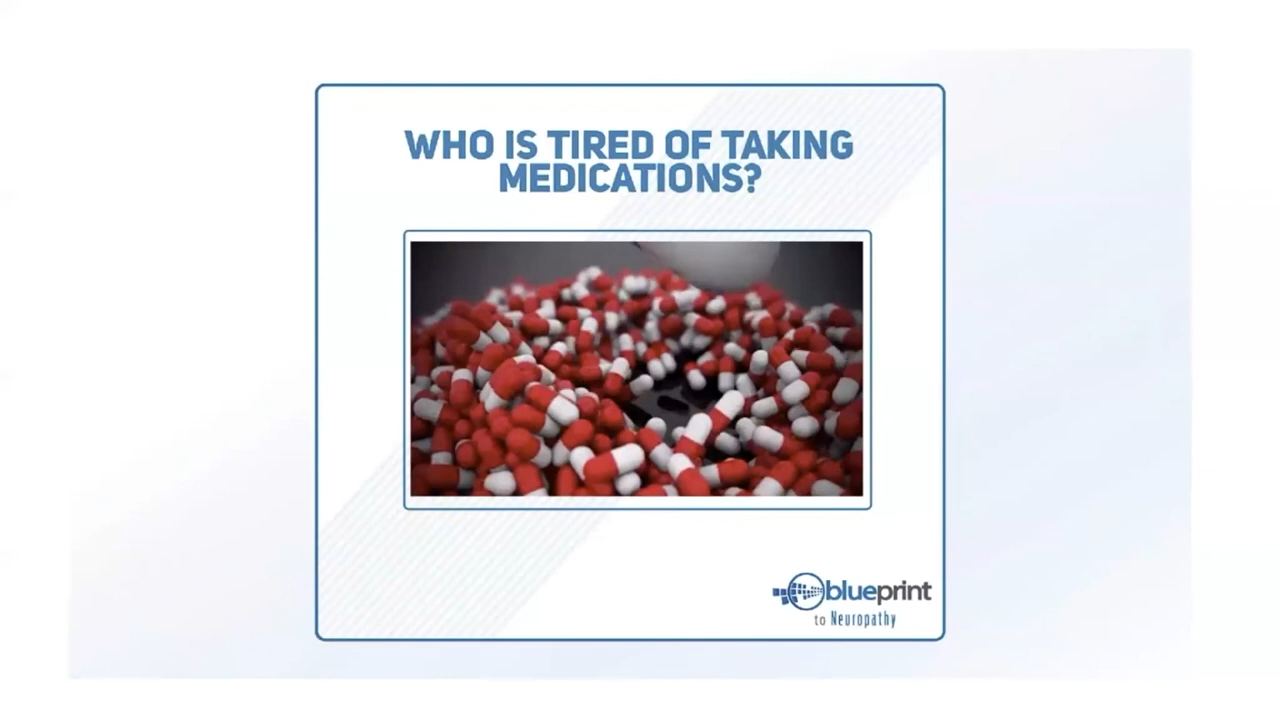 WHO IS TIRED OF TAKING
MEDICATIONS?
blueprint
to Neuropathy